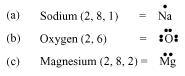 (a) Sodium (2, 8, 1) = Na
(b) Oxygen (2, 6) = O
(c) Magnesium (2, 8, 2) = Mg